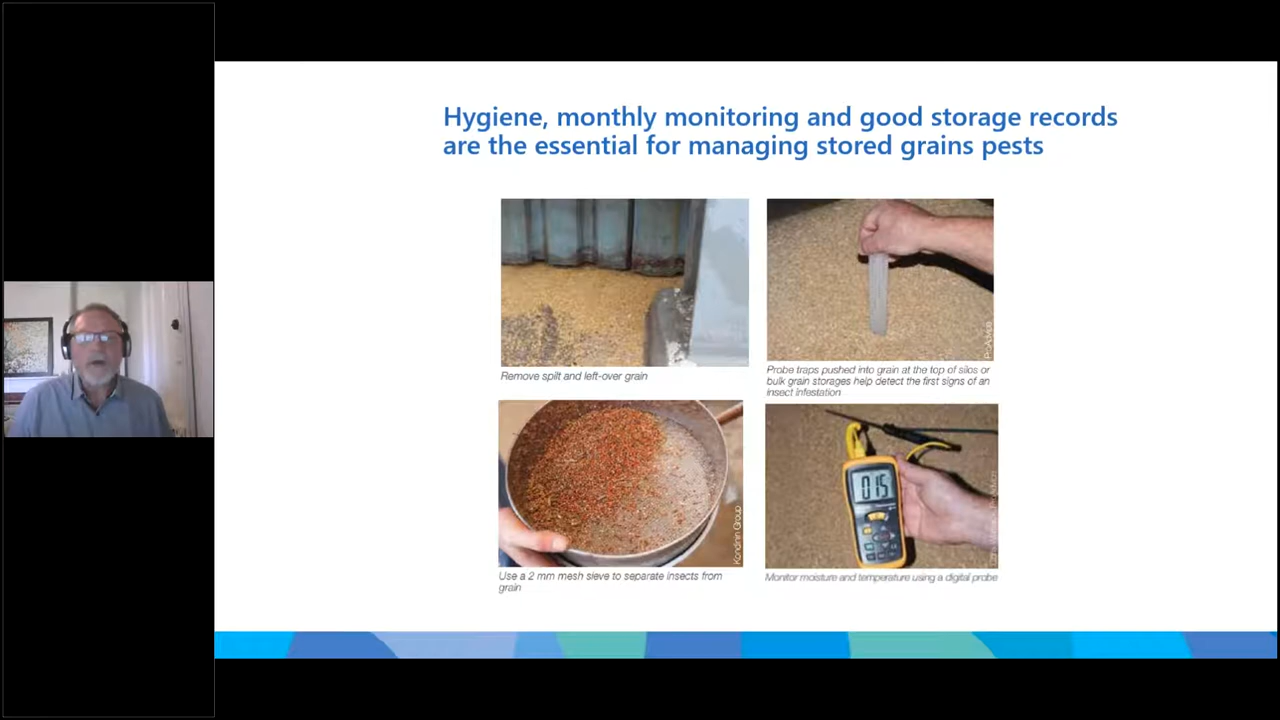 Hygiene, monthly monitoring and good storage records
are the essential for managing stored grains pests
Remove spilt and left-over grain
Probe traps pushed into grain at the top of silos or
bulk grain storages help detect the first signs of an
insect infestation
015
Kondinin Group
Use a 2 mm mesh sieve to separate insects from
grain
Monitor moisture and temperature using a digital probe